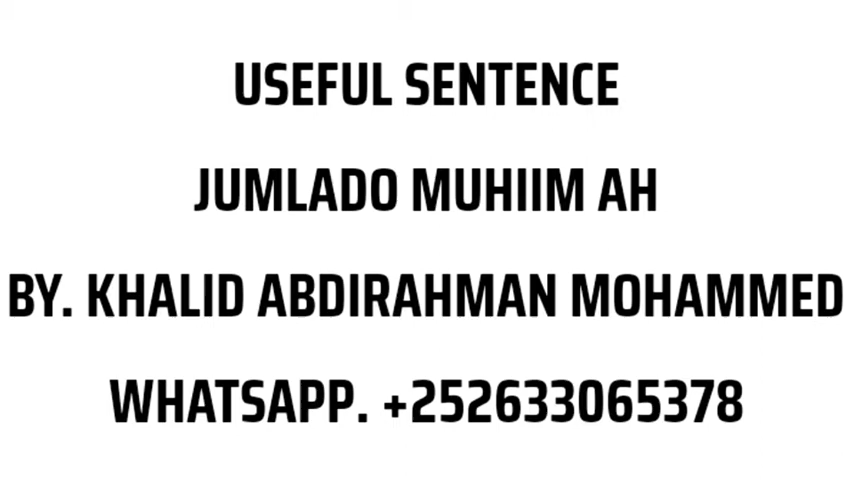 USEFUL SENTENCE
JUMLADO MUHIIM AH
BY. KHALID ABDIRAHMAN MOHAMMED
WHATSAPP. +252633065378